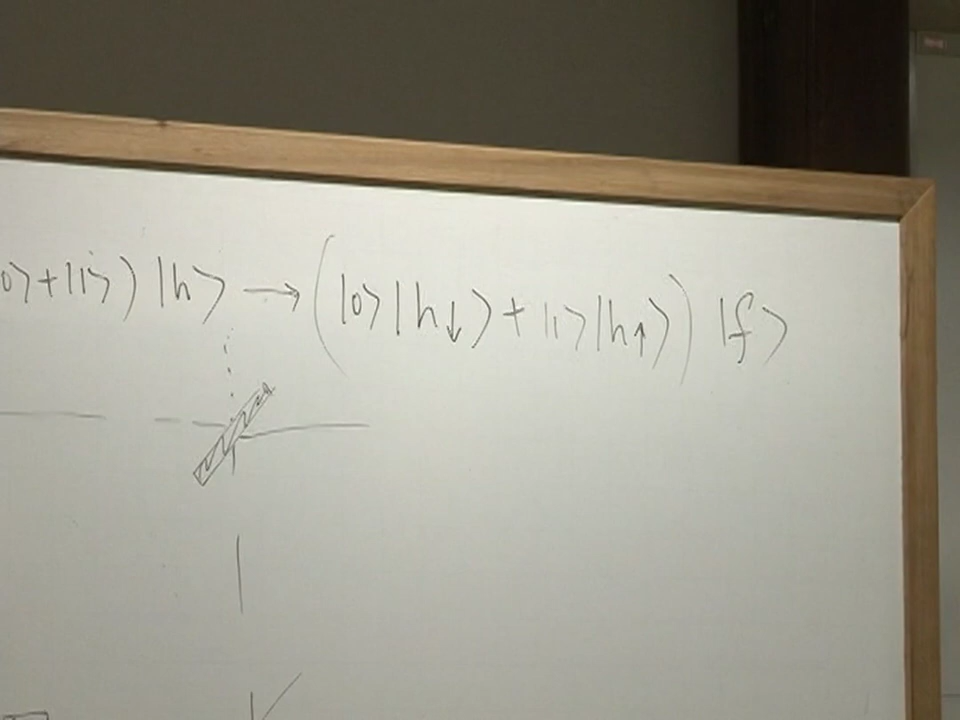 0⟩+|1⟩) |h⟩ → (|0⟩|h↓⟩ + |1⟩|h↑⟩) |f⟩